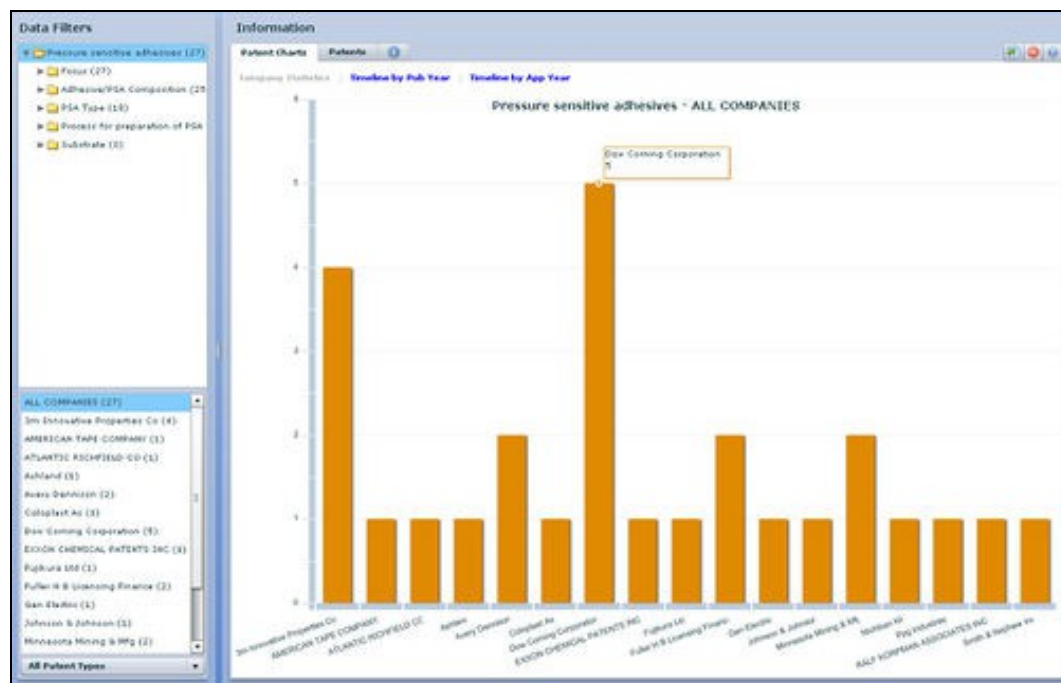 Data Filters
Pressure sensitive adhesives (27)
Focus (27)
Adhesive/PSA Composition (25
PSA Type (18)
Process for preparation of PSA
Substrate
Information
Patent Charts Patents
Company Statistics Timeline by Pub Year Timeline by App Year
Pressure sensitive adhesives - ALL COMPANIES
Dow Corning Corporation
5
6
5
4
3
2
1
0
3m Innovative Properties Co
AMERICAN TAPE COMPANY
ATLANTIC RICHFIELD CC
Ashland
Avery Dennison
Coloplast As
Dow Corning Corporation
EXXON CHEMICAL PATENTS INC
Fujikura Ltd
Fuller H B Licensing Financ
Gen Electric
Johnson & Johnson
Minnesota Mining & Mfg
Ppg Industries
RALF KORPMAN ASSOCIATES INC
Smith & Nephew Inc
ALL COMPANIES (27)
3m Innovative Properties Co (4)
AMERICAN TAPE COMPANY (1)
ATLANTIC RICHFIELD CO (1)
Ashland (1)
Avery Dennison (2)
Coloplast As (1)
Dow Corning Corporation (5)
EXXON CHEMICAL PATENTS INC (1)
Fujikura Ltd (1)
Fuller H B Licensing Finance (2)
Gen Electric (1)
Johnson & Johnson (1)
Minnesota Mining & Mfg (2)
All Patent Types